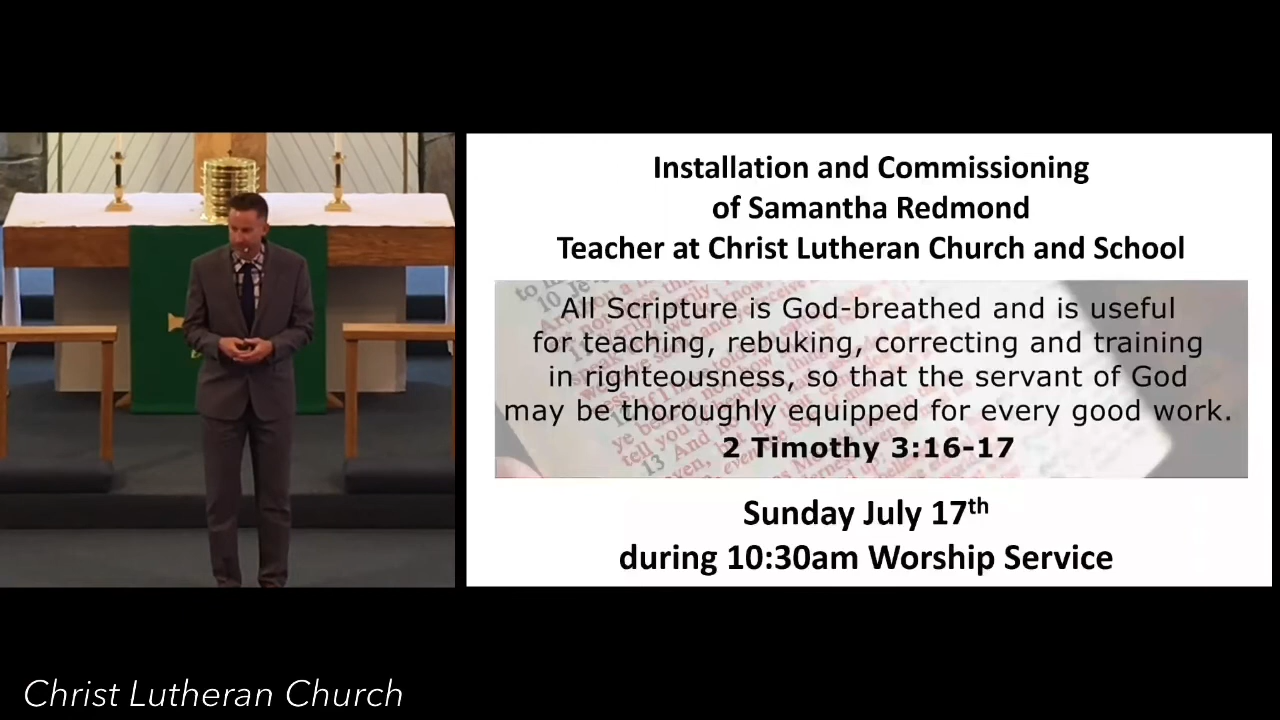 Installation and Commissioning
of Samantha Redmond
Teacher at Christ Lutheran Church and School
All Scripture is God-breathed and is useful
for teaching, rebuking, correcting and training
in righteousness, so that the servant of God
may be thoroughly equipped for every good work.
2 Timothy 3:16-17
Sunday July 17th
during 10:30am Worship Service
Christ Lutheran Church